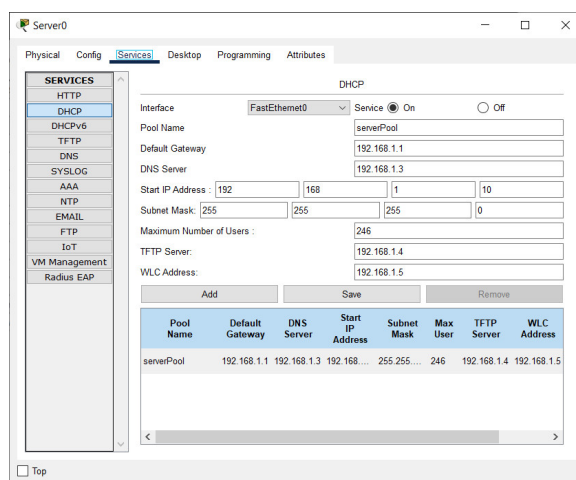 Server0
Physical Config Services Desktop Programming Attributes
SERVICES
HTTP
DHCP
DHCPv6
TFTP
DNS
SYSLOG
AAA
NTP
EMAIL
FTP
IoT
VM Management
Radius EAP
DHCP
Interface FastEthernet0 Service On Off
Pool Name serverPool
Default Gateway 192.168.1.1
DNS Server 192.168.1.3
Start IP Address : 192 168 1 10
Subnet Mask: 255 255 255 0
Maximum Number of Users : 246
TFTP Server: 192.168.1.4
WLC Address: 192.168.1.5
Add Save Remove
Pool Name Default Gateway DNS Server Start IP Address Subnet Mask Max User TFTP Server WLC Address
serverPool 192.168.1.1 192.168.1.3 192.168.... 255.255.... 246 192.168.1.4 192.168.1.5
Top